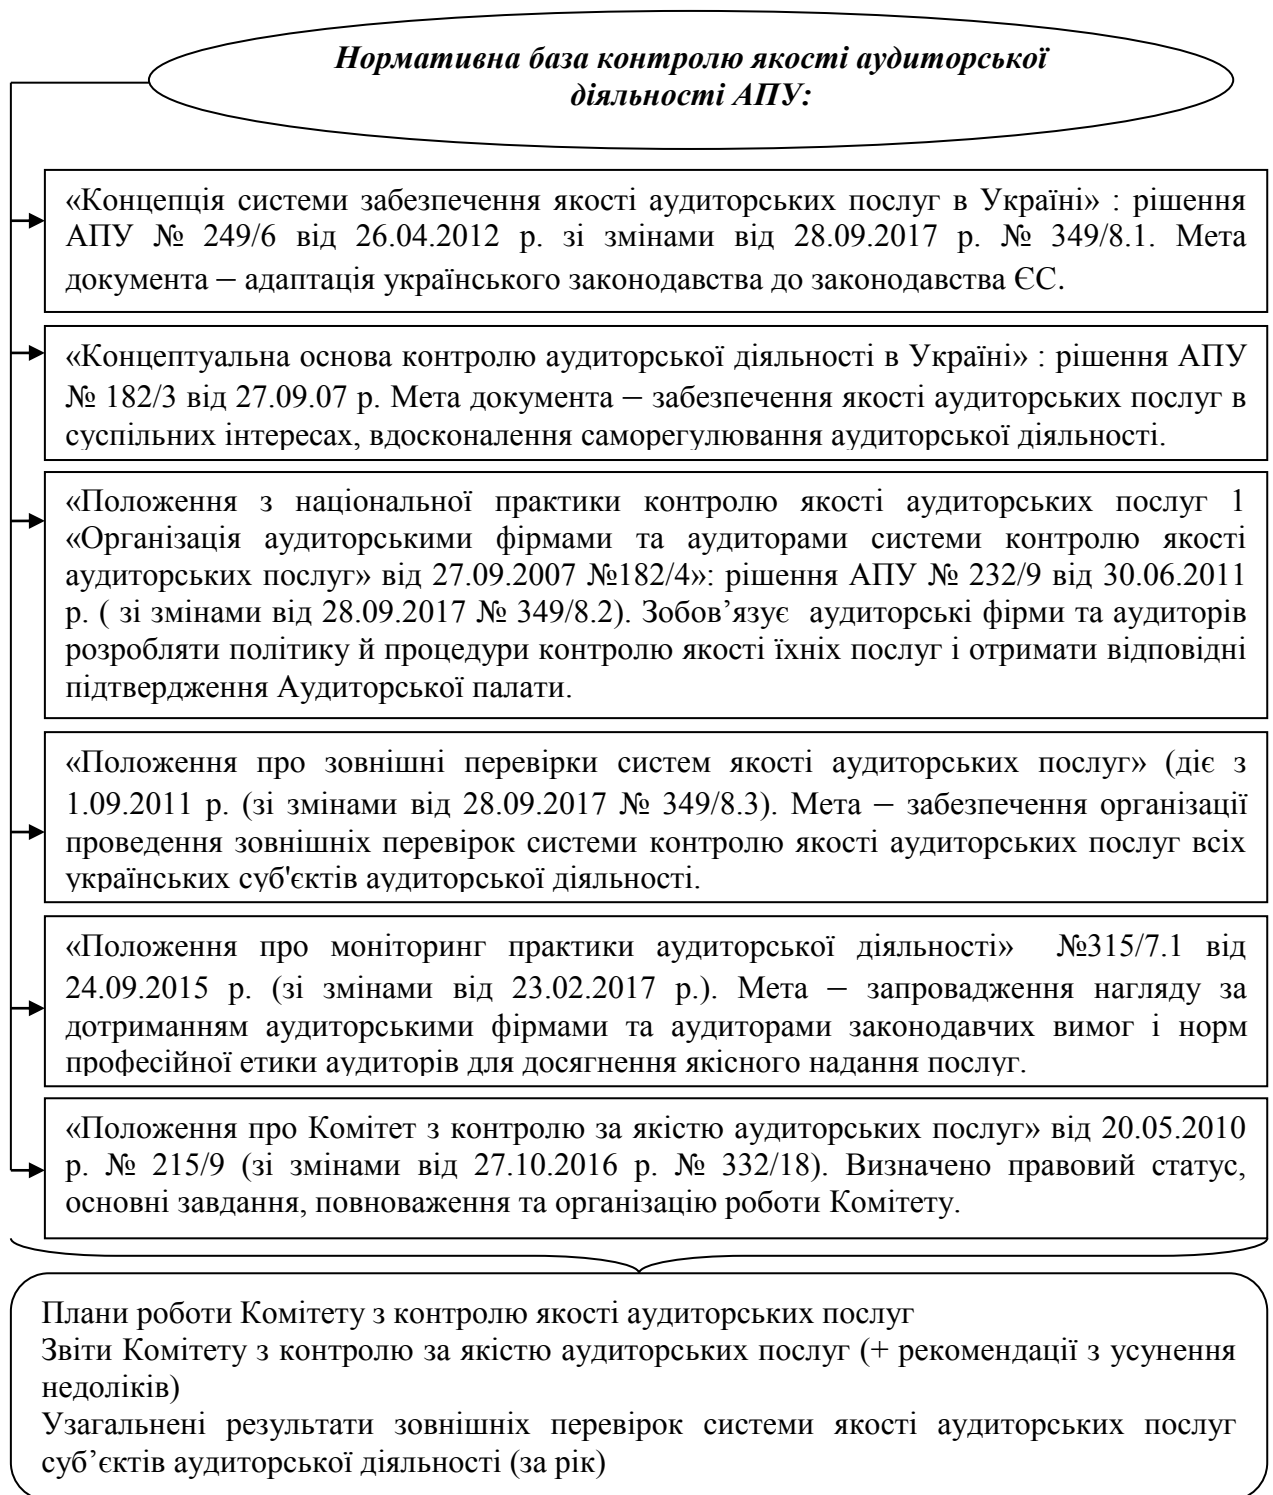 Нормативна база контролю якості аудиторської
діяльності АПУ:
«Концепція системи забезпечення якості аудиторських послуг в Україні» : рішення
АПУ № 249/6 від 26.04.2012 р. зі змінами від 28.09.2017 р. № 349/8.1. Мета
документа – адаптація українського законодавства до законодавства ЄС.
«Концептуальна основа контролю аудиторської діяльності в Україні» : рішення АПУ
№ 182/3 від 27.09.07 р. Мета документа – забезпечення якості аудиторських послуг в
суспільних інтересах, вдосконалення саморегулювання аудиторської діяльності.
«Положення з національної практики контролю якості аудиторських послуг 1
«Організація аудиторськими фірмами та аудиторами системи контролю якості
аудиторських послуг» від 27.09.2007 №182/4»: рішення АПУ № 232/9 від 30.06.2011
р. ( зі змінами від 28.09.2017 № 349/8.2). Зобов’язує аудиторські фірми та аудиторів
розробляти політику й процедури контролю якості їхніх послуг і отримати відповідні
підтвердження Аудиторської палати.
«Положення про зовнішні перевірки систем якості аудиторських послуг» (діє з
1.09.2011 р. (зі змінами від 28.09.2017 № 349/8.3). Мета – забезпечення організації
проведення зовнішніх перевірок системи контролю якості аудиторських послуг всіх
українських суб'єктів аудиторської діяльності.
«Положення про моніторинг практики аудиторської діяльності» №315/7.1 від
24.09.2015 р. (зі змінами від 23.02.2017 р.). Мета – запровадження нагляду за
дотриманням аудиторськими фірмами та аудиторами законодавчих вимог і норм
професійної етики аудиторів для досягнення якісного надання послуг.
«Положення про Комітет з контролю за якістю аудиторських послуг» від 20.05.2010
р. № 215/9 (зі змінами від 27.10.2016 р. № 332/18). Визначено правовий статус,
основні завдання, повноваження та організацію роботи Комітету.
Плани роботи Комітету з контролю якості аудиторських послуг
Звіти Комітету з контролю за якістю аудиторських послуг (+ рекомендації з усунення
недоліків)
Узагальнені результати зовнішніх перевірок системи якості аудиторських послуг
суб’єктів аудиторської діяльності (за рік)